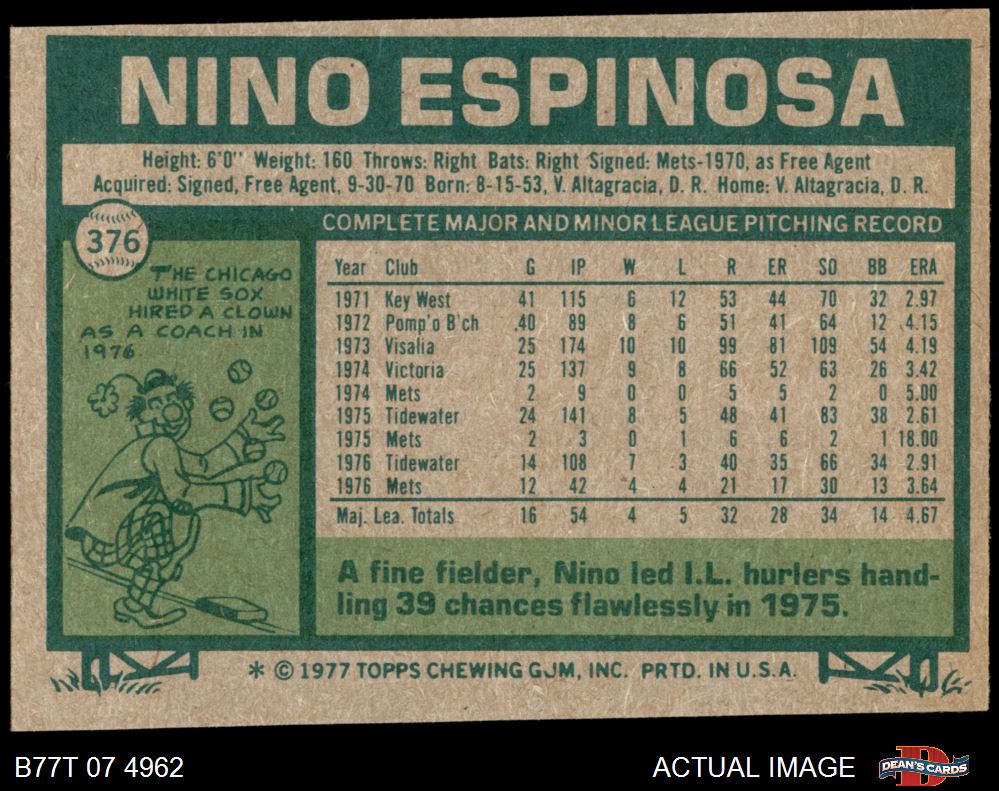 NINO ESPINOSA
Height: 6'0" Weight: 160 Throws: Right Bats: Right Signed: Mets-1970, as Free Agent
Acquired: Signed, Free Agent, 9-30-70 Born: 8-15-53, V. Altagracia, D. R. Home: V. Altagracia, D. R.
376
THE CHICAGO
WHITE SOX
HIRED A CLOWN
AS A COACH IN
1976
COMPLETE MAJOR AND MINOR LEAGUE PITCHING RECORD
Year Club G IP W L R ER SO BB ERA
1971 Key West 41 115 6 12 53 44 70 32 2.97
1972 Pomp'o B'ch 40 89 8 6 51 41 64 12 4.15
1973 Visalia 25 174 10 10 99 81 109 54 4.19
1974 Victoria 25 137 9 8 66 52 63 26 3.42
1974 Mets 2 9 0 0 5 5 2 0 5.00
1975 Tidewater 24 141 8 5 48 41 83 38 2.61
1975 Mets 2 3 0 1 6 6 2 1 18.00
1976 Tidewater 14 108 7 3 40 35 66 34 2.91
1976 Mets 12 42 4 4 21 17 30 13 3.64
Maj. Lea. Totals 16 54 4 5 32 28 34 14 4.67
A fine fielder, Nino led I.L. hurlers hand-
ling 39 chances flawlessly in 1975.
* © 1977 TOPPS CHEWING GUM, INC. PRTD. IN U.S.A.
B77T 07 4962
ACTUAL IMAGE
DEAN'S CARDS